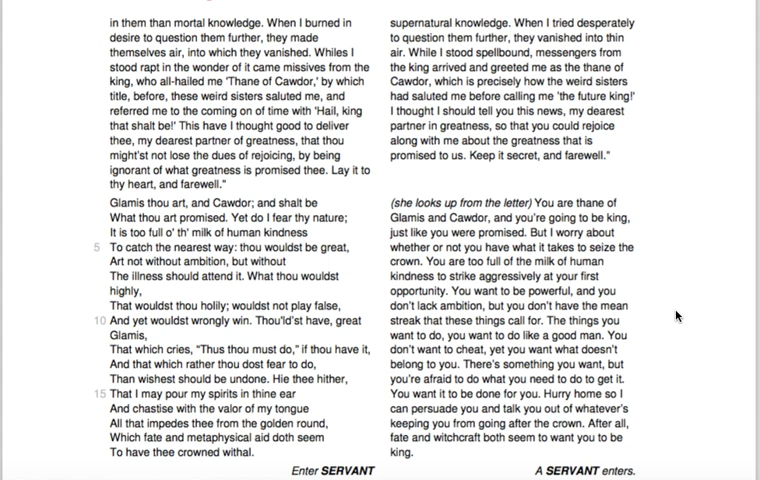 in them than mortal knowledge. When I burned in
desire to question them further, they made
themselves air, into which they vanished. Whiles I
stood rapt in the wonder of it came missives from the
king, who all-hailed me 'Thane of Cawdor,' by which
title, before, these weird sisters saluted me, and
referred me to the coming on of time with 'Hail, king
that shalt be!' This have I thought good to deliver
thee, my dearest partner of greatness, that thou
might'st not lose the dues of rejoicing, by being
ignorant of what greatness is promised thee. Lay it to
thy heart, and farewell."
Glamis thou art, and Cawdor; and shalt be
What thou art promised. Yet do I fear thy nature;
It is too full o' th' milk of human kindness
5 To catch the nearest way: thou wouldst be great,
Art not without ambition, but without
The illness should attend it. What thou wouldst
highly,
That wouldst thou holily; wouldst not play false,
10 And yet wouldst wrongly win. Thou'ld'st have, great
Glamis,
That which cries, "Thus thou must do," if thou have it,
And that which rather thou dost fear to do,
Than wishest should be undone. Hie thee hither,
15 That I may pour my spirits in thine ear
And chastise with the valor of my tongue
All that impedes thee from the golden round,
Which fate and metaphysical aid doth seem
To have thee crowned withal.
Enter SERVANT
supernatural knowledge. When I tried desperately
to question them further, they vanished into thin
air. While I stood spellbound, messengers from
the king arrived and greeted me as the thane of
Cawdor, which is precisely how the weird sisters
had saluted me before calling me 'the future king!'
I thought I should tell you this news, my dearest
partner in greatness, so that you could rejoice
along with me about the greatness that is
promised to us. Keep it secret, and farewell."
(she looks up from the letter) You are thane of
Glamis and Cawdor, and you're going to be king,
just like you were promised. But I worry about
whether or not you have what it takes to seize the
crown. You are too full of the milk of human
kindness to strike aggressively at your first
opportunity. You want to be powerful, and you
don't lack ambition, but you don't have the mean
streak that these things call for. The things you
want to do, you want to do like a good man. You
don't want to cheat, yet you want what doesn't
belong to you. There's something you want, but
you're afraid to do what you need to do to get it.
You want it to be done for you. Hurry home so I
can persuade you and talk you out of whatever's
keeping you from going after the crown. After all,
fate and witchcraft both seem to want you to be
king.
A SERVANT enters.